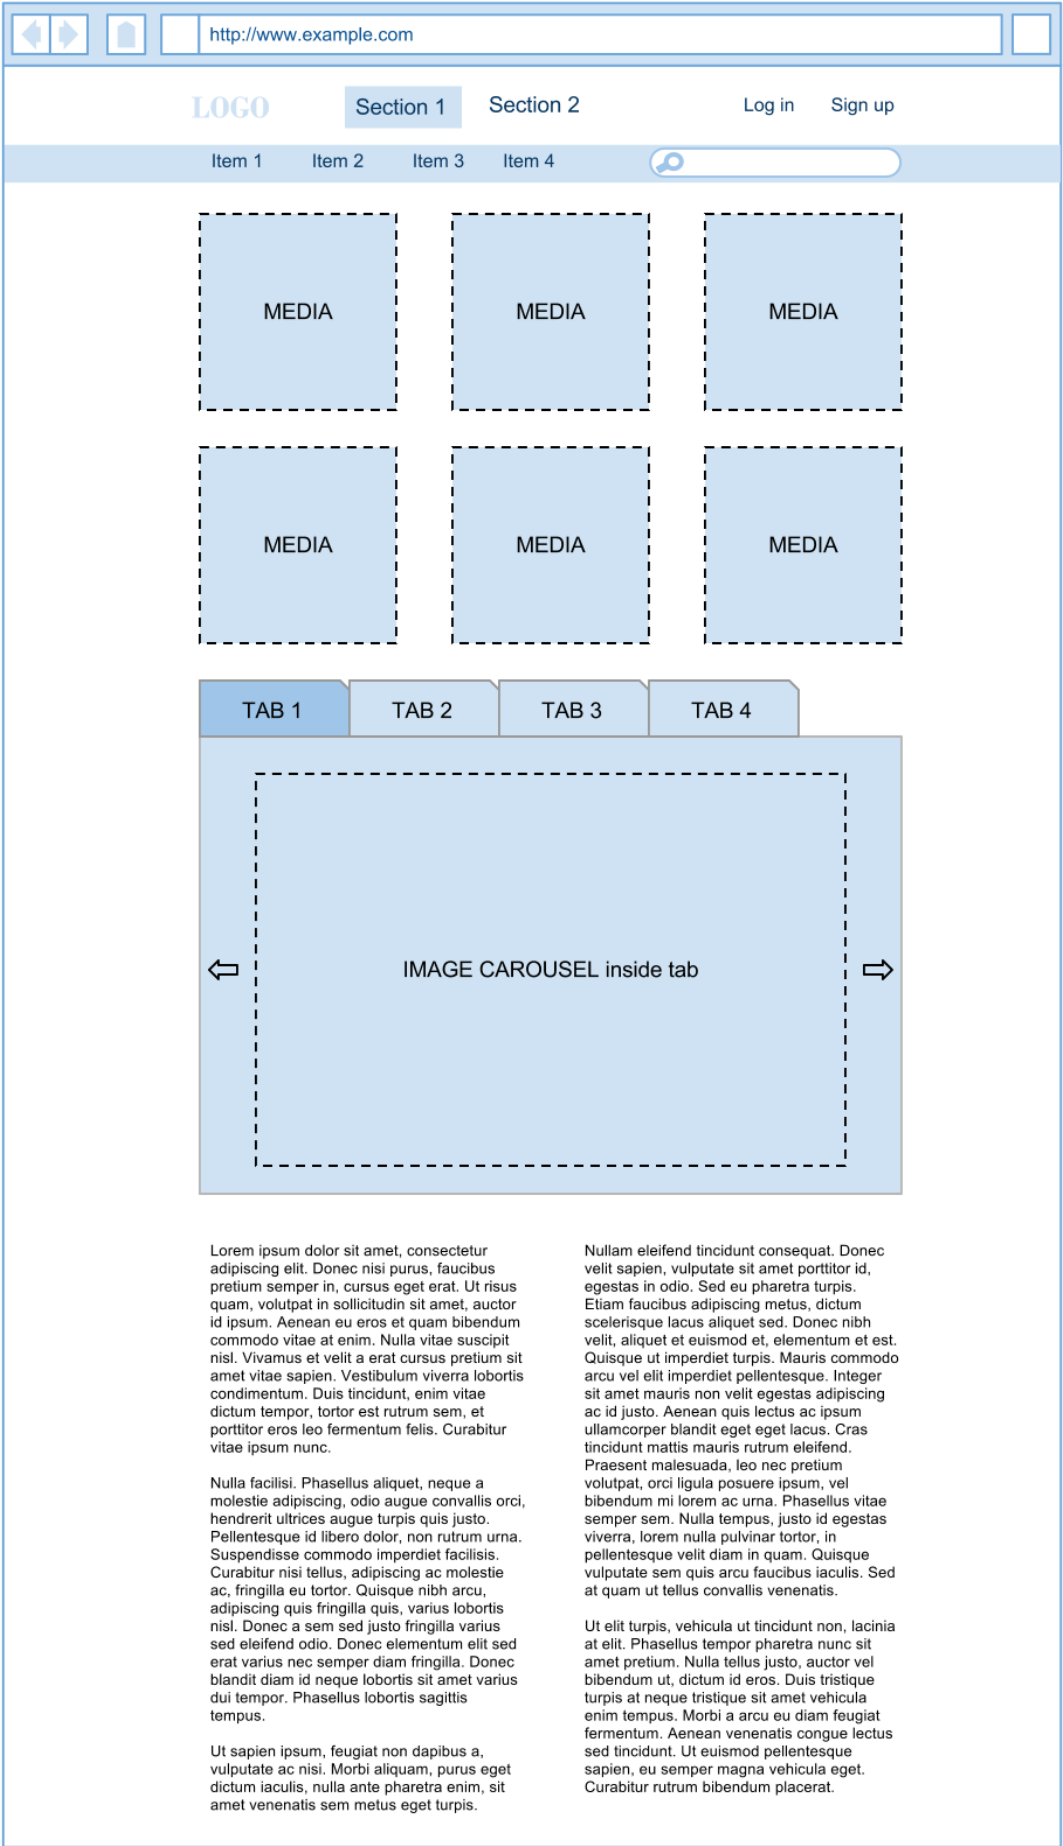 http://www.example.com
LOGO
Section 1
Section 2
Log in
Sign up
Item 1
Item 2
Item 3
Item 4
MEDIA
MEDIA
MEDIA
MEDIA
MEDIA
MEDIA
TAB 1
TAB 2
TAB 3
TAB 4
IMAGE CAROUSEL inside tab
Lorem ipsum dolor sit amet, consectetur
adipiscing elit. Donec nisi purus, faucibus
pretium semper in, cursus eget erat. Ut risus
quam, volutpat in sollicitudin sit amet, auctor
id ipsum. Aenean eu eros et quam bibendum
commodo vitae at enim. Nulla vitae suscipit
nisl. Vivamus et velit a erat cursus pretium sit
amet vitae sapien. Vestibulum viverra lobortis
condimentum. Duis tincidunt, enim vitae
dictum tempor, tortor est rutrum sem, et
porttitor eros leo fermentum felis. Curabitur
vitae ipsum nunc.
Nulla facilisi. Phasellus aliquet, neque a
molestie adipiscing, odio augue convallis orci,
hendrerit ultrices augue turpis quis justo.
Pellentesque id libero dolor, non rutrum urna.
Suspendisse commodo imperdiet facilisis.
Curabitur nisi tellus, adipiscing ac molestie
ac, fringilla eu tortor. Quisque nibh arcu,
adipiscing quis fringilla quis, varius lobortis
nisl. Donec a sem sed justo fringilla varius
sed eleifend odio. Donec elementum elit sed
erat varius nec semper diam fringilla. Donec
blandit diam id neque lobortis sit amet varius
dui tempor. Phasellus lobortis sagittis
tempus.
Ut sapien ipsum, feugiat non dapibus a,
vulputate ac nisi. Morbi aliquam, purus eget
dictum iaculis, nulla ante pharetra enim, sit
amet venenatis sem metus eget turpis.
Nullam eleifend tincidunt consequat. Donec
velit sapien, vulputate sit amet porttitor id,
egestas in odio. Sed eu pharetra turpis.
Etiam faucibus adipiscing metus, dictum
scelerisque lacus aliquet sed. Donec nibh
velit, aliquet et euismod et, elementum et est.
Quisque ut imperdiet turpis. Mauris commodo
arcu vel elit imperdiet pellentesque. Integer
sit amet mauris non velit egestas adipiscing
ac id justo. Aenean quis lectus ac ipsum
ullamcorper blandit eget eget lacus. Cras
tincidunt mattis mauris rutrum eleifend.
Praesent malesuada, leo nec pretium
volutpat, orci ligula posuere ipsum, vel
bibendum mi lorem ac urna. Phasellus vitae
semper sem. Nulla tempus, justo id egestas
viverra, lorem nulla pulvinar tortor, in
pellentesque velit diam in quam. Quisque
vulputate sem quis arcu faucibus iaculis. Sed
at quam ut tellus convallis venenatis.
Ut elit turpis, vehicula ut tincidunt non, lacinia
at elit. Phasellus tempor pharetra nunc sit
amet pretium. Nulla tellus justo, auctor vel
bibendum ut, dictum id eros. Duis tristique
turpis at neque tristique sit amet vehicula
enim tempus. Morbi a arcu eu diam feugiat
fermentum. Aenean venenatis congue lectus
sed tincidunt. Ut euismod pellentesque
sapien, eu semper magna vehicula eget.
Curabitur rutrum bibendum placerat.